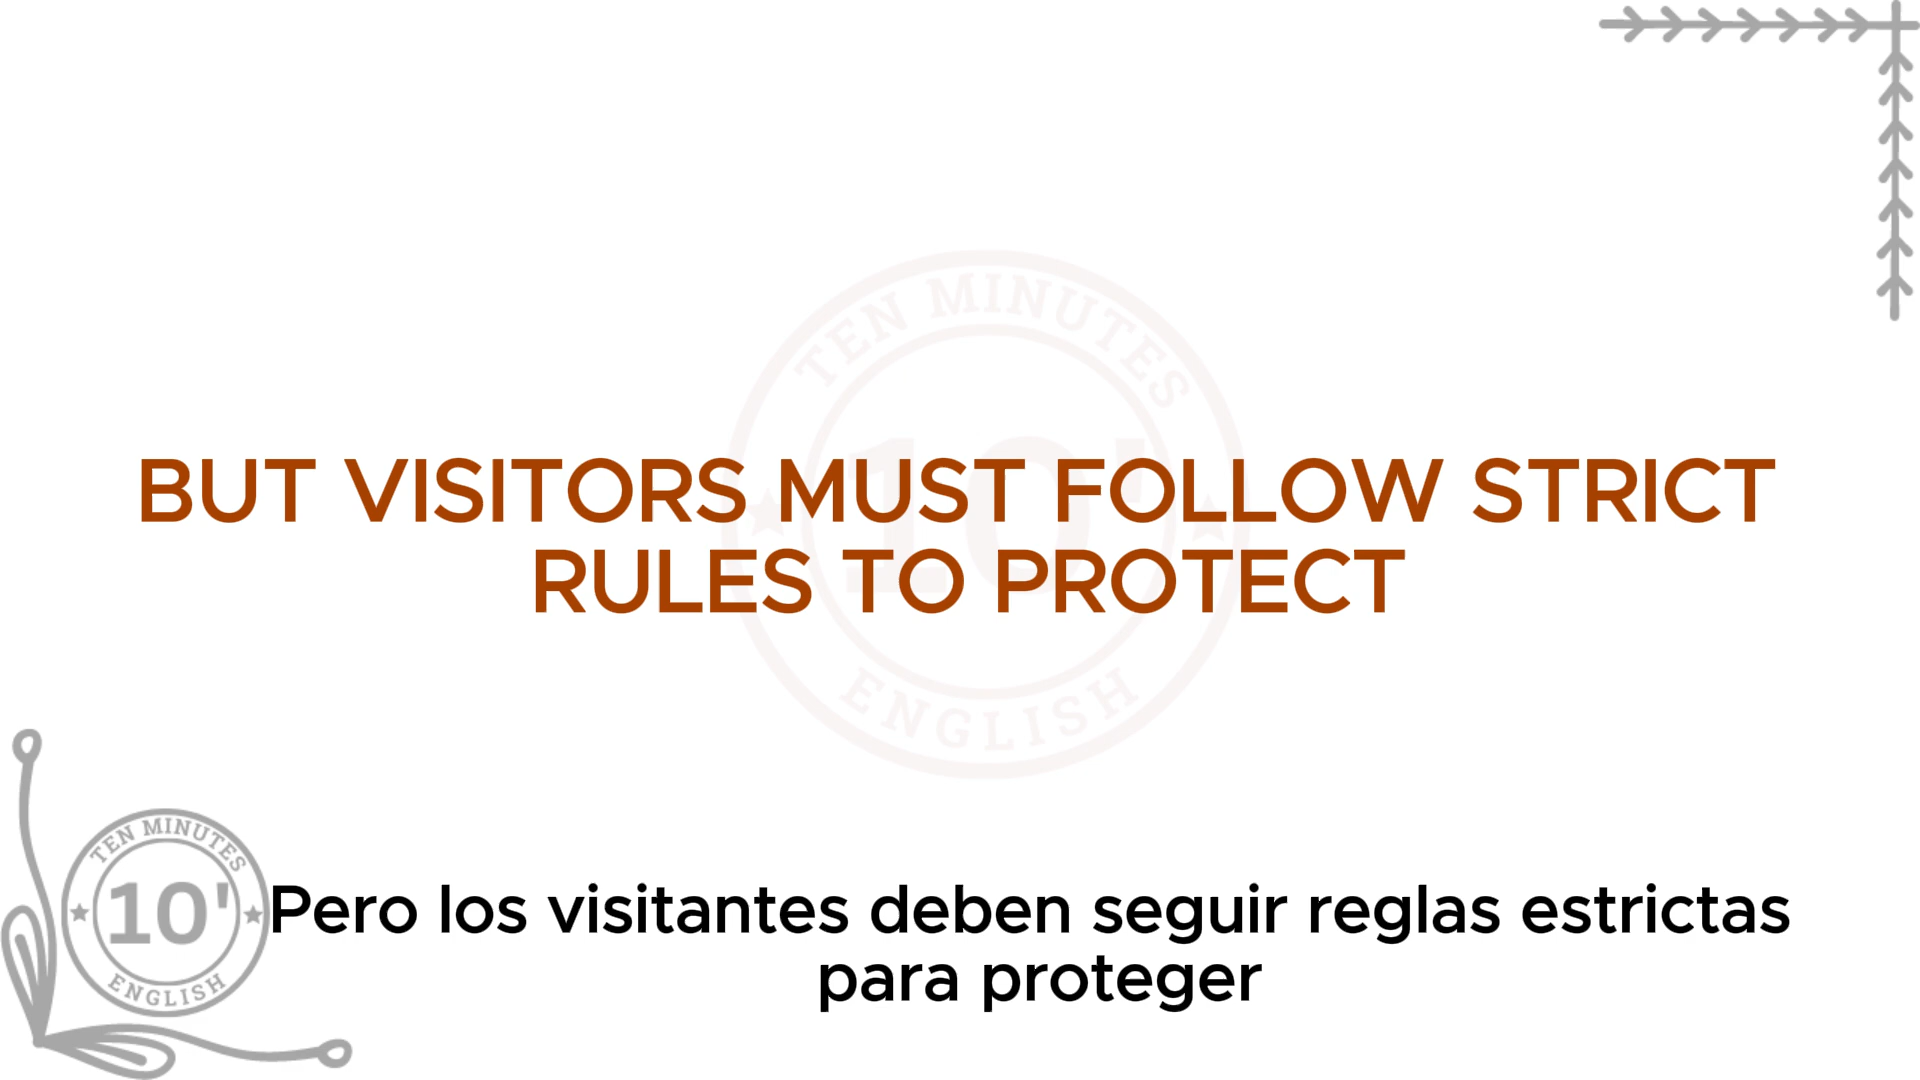 TEN MINUTES
10'
ENGLISH
BUT VISITORS MUST FOLLOW STRICT
RULES TO PROTECT
TEN MINUTES
10'
ENGLISH
Pero los visitantes deben seguir reglas estrictas
para proteger